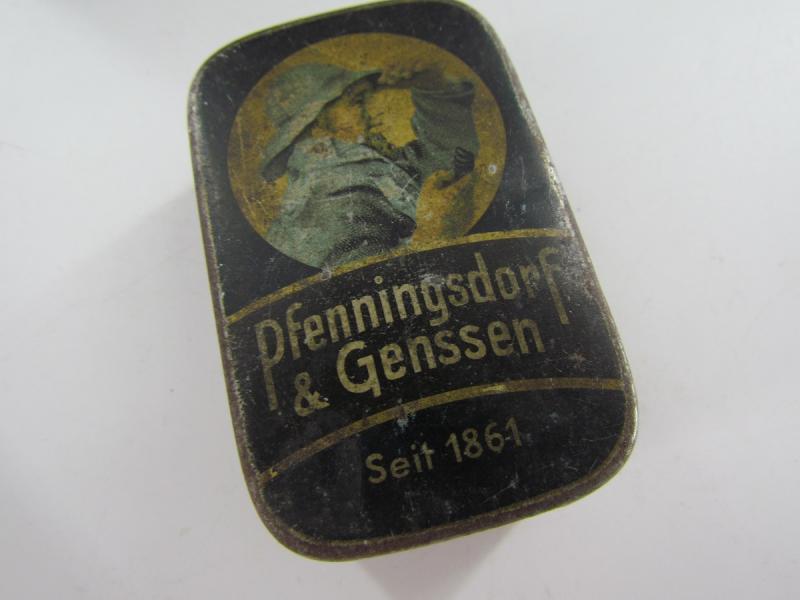 Pfenningsdorf
& Genssen
Seit 1861